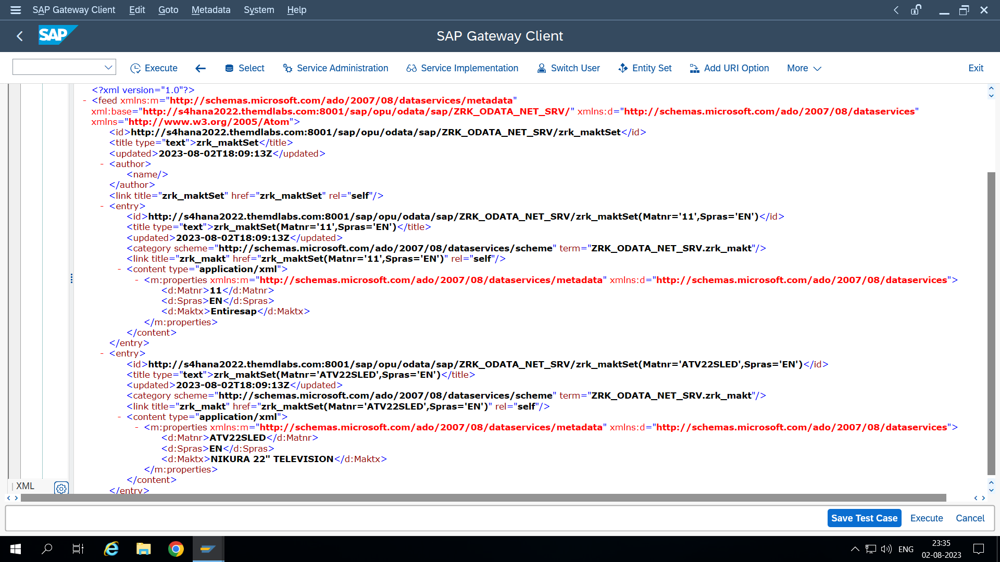 SAP Gateway Client Edit Goto Metadata System Help
SAP
SAP Gateway Client
Execute Select Service Administration Service Implementation Switch User Entity Set Add URI Option More Exit
<?xml version="1.0"?>
- <feed xmlns:m="http://schemas.microsoft.com/ado/2007/08/dataservices/metadata"
xml:base="http://s4hana2022.themdlabs.com:8001/sap/opu/odata/sap/ZRK_ODATA_NET_SRV/" xmlns:d="http://schemas.microsoft.com/ado/2007/08/dataservices"
xmlns="http://www.w3.org/2005/Atom">
<id>http://s4hana2022.themdlabs.com:8001/sap/opu/odata/sap/ZRK_ODATA_NET_SRV/zrk_maktSet</id>
<title type="text">zrk_maktSet</title>
<updated>2023-08-02T18:09:13Z</updated>
- <author>
<name/>
</author>
<link title="zrk_maktSet" href="zrk_maktSet" rel="self"/>
- <entry>
<id>http://s4hana2022.themdlabs.com:8001/sap/opu/odata/sap/ZRK_ODATA_NET_SRV/zrk_maktSet(Matnr='11',Spras='EN')</id>
<title type="text">zrk_maktSet(Matnr='11',Spras='EN')</title>
<updated>2023-08-02T18:09:13Z</updated>
<category scheme="http://schemas.microsoft.com/ado/2007/08/dataservices/scheme" term="ZRK_ODATA_NET_SRV.zrk_makt"/>
<link title="zrk_makt" href="zrk_maktSet(Matnr='11',Spras='EN')" rel="self"/>
- <content type="application/xml">
- <m:properties xmlns:m="http://schemas.microsoft.com/ado/2007/08/dataservices/metadata" xmlns:d="http://schemas.microsoft.com/ado/2007/08/dataservices">
<d:Matnr>11</d:Matnr>
<d:Spras>EN</d:Spras>
<d:Maktx>Entiresap</d:Maktx>
</m:properties>
</content>
</entry>
- <entry>
<id>http://s4hana2022.themdlabs.com:8001/sap/opu/odata/sap/ZRK_ODATA_NET_SRV/zrk_maktSet(Matnr='ATV22SLED',Spras='EN')</id>
<title type="text">zrk_maktSet(Matnr='ATV22SLED',Spras='EN')</title>
<updated>2023-08-02T18:09:13Z</updated>
<category scheme="http://schemas.microsoft.com/ado/2007/08/dataservices/scheme" term="ZRK_ODATA_NET_SRV.zrk_makt"/>
<link title="zrk_makt" href="zrk_maktSet(Matnr='ATV22SLED',Spras='EN')" rel="self"/>
- <content type="application/xml">
- <m:properties xmlns:m="http://schemas.microsoft.com/ado/2007/08/dataservices/metadata" xmlns:d="http://schemas.microsoft.com/ado/2007/08/dataservices">
<d:Matnr>ATV22SLED</d:Matnr>
<d:Spras>EN</d:Spras>
<d:Maktx>NIKURA 22" TELEVISION</d:Maktx>
</m:properties>
</content>
</entry>
XML
Save Test Case Execute Cancel
ENG
23:35
02-08-2023